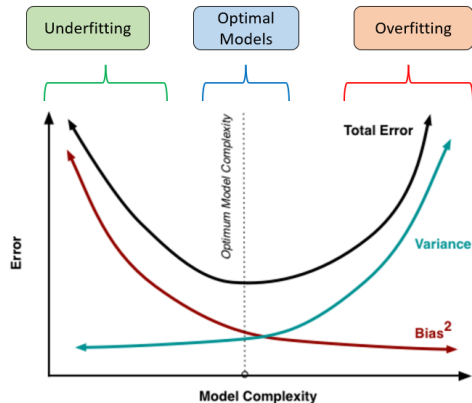 Underfitting
Optimal
Models
Overfitting
Total Error
Optimum Model Complexity
Variance
Error
Bias²
Model Complexity